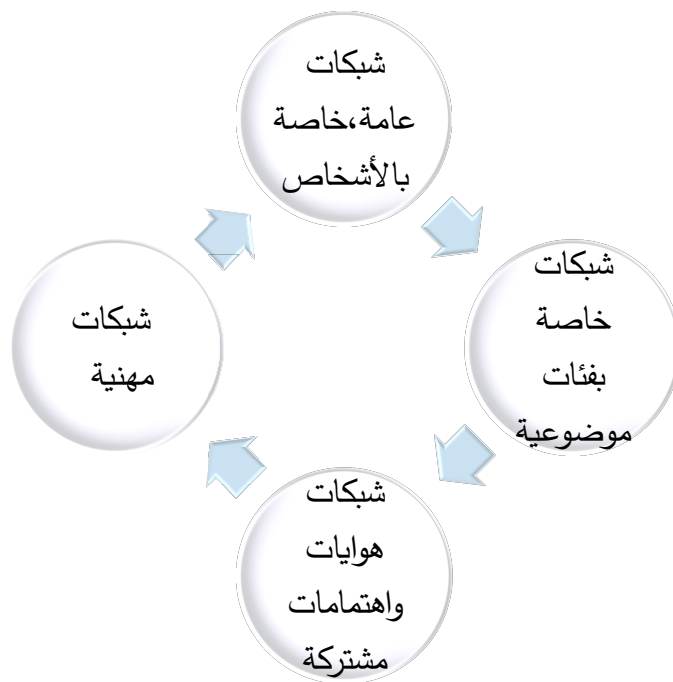 شبكات
عامة،خاصة
بالأشخاص
شبكات
خاصة
بفئات
موضوعية
شبكات
هوايات
واهتمامات
مشتركة
شبكات
مهنية